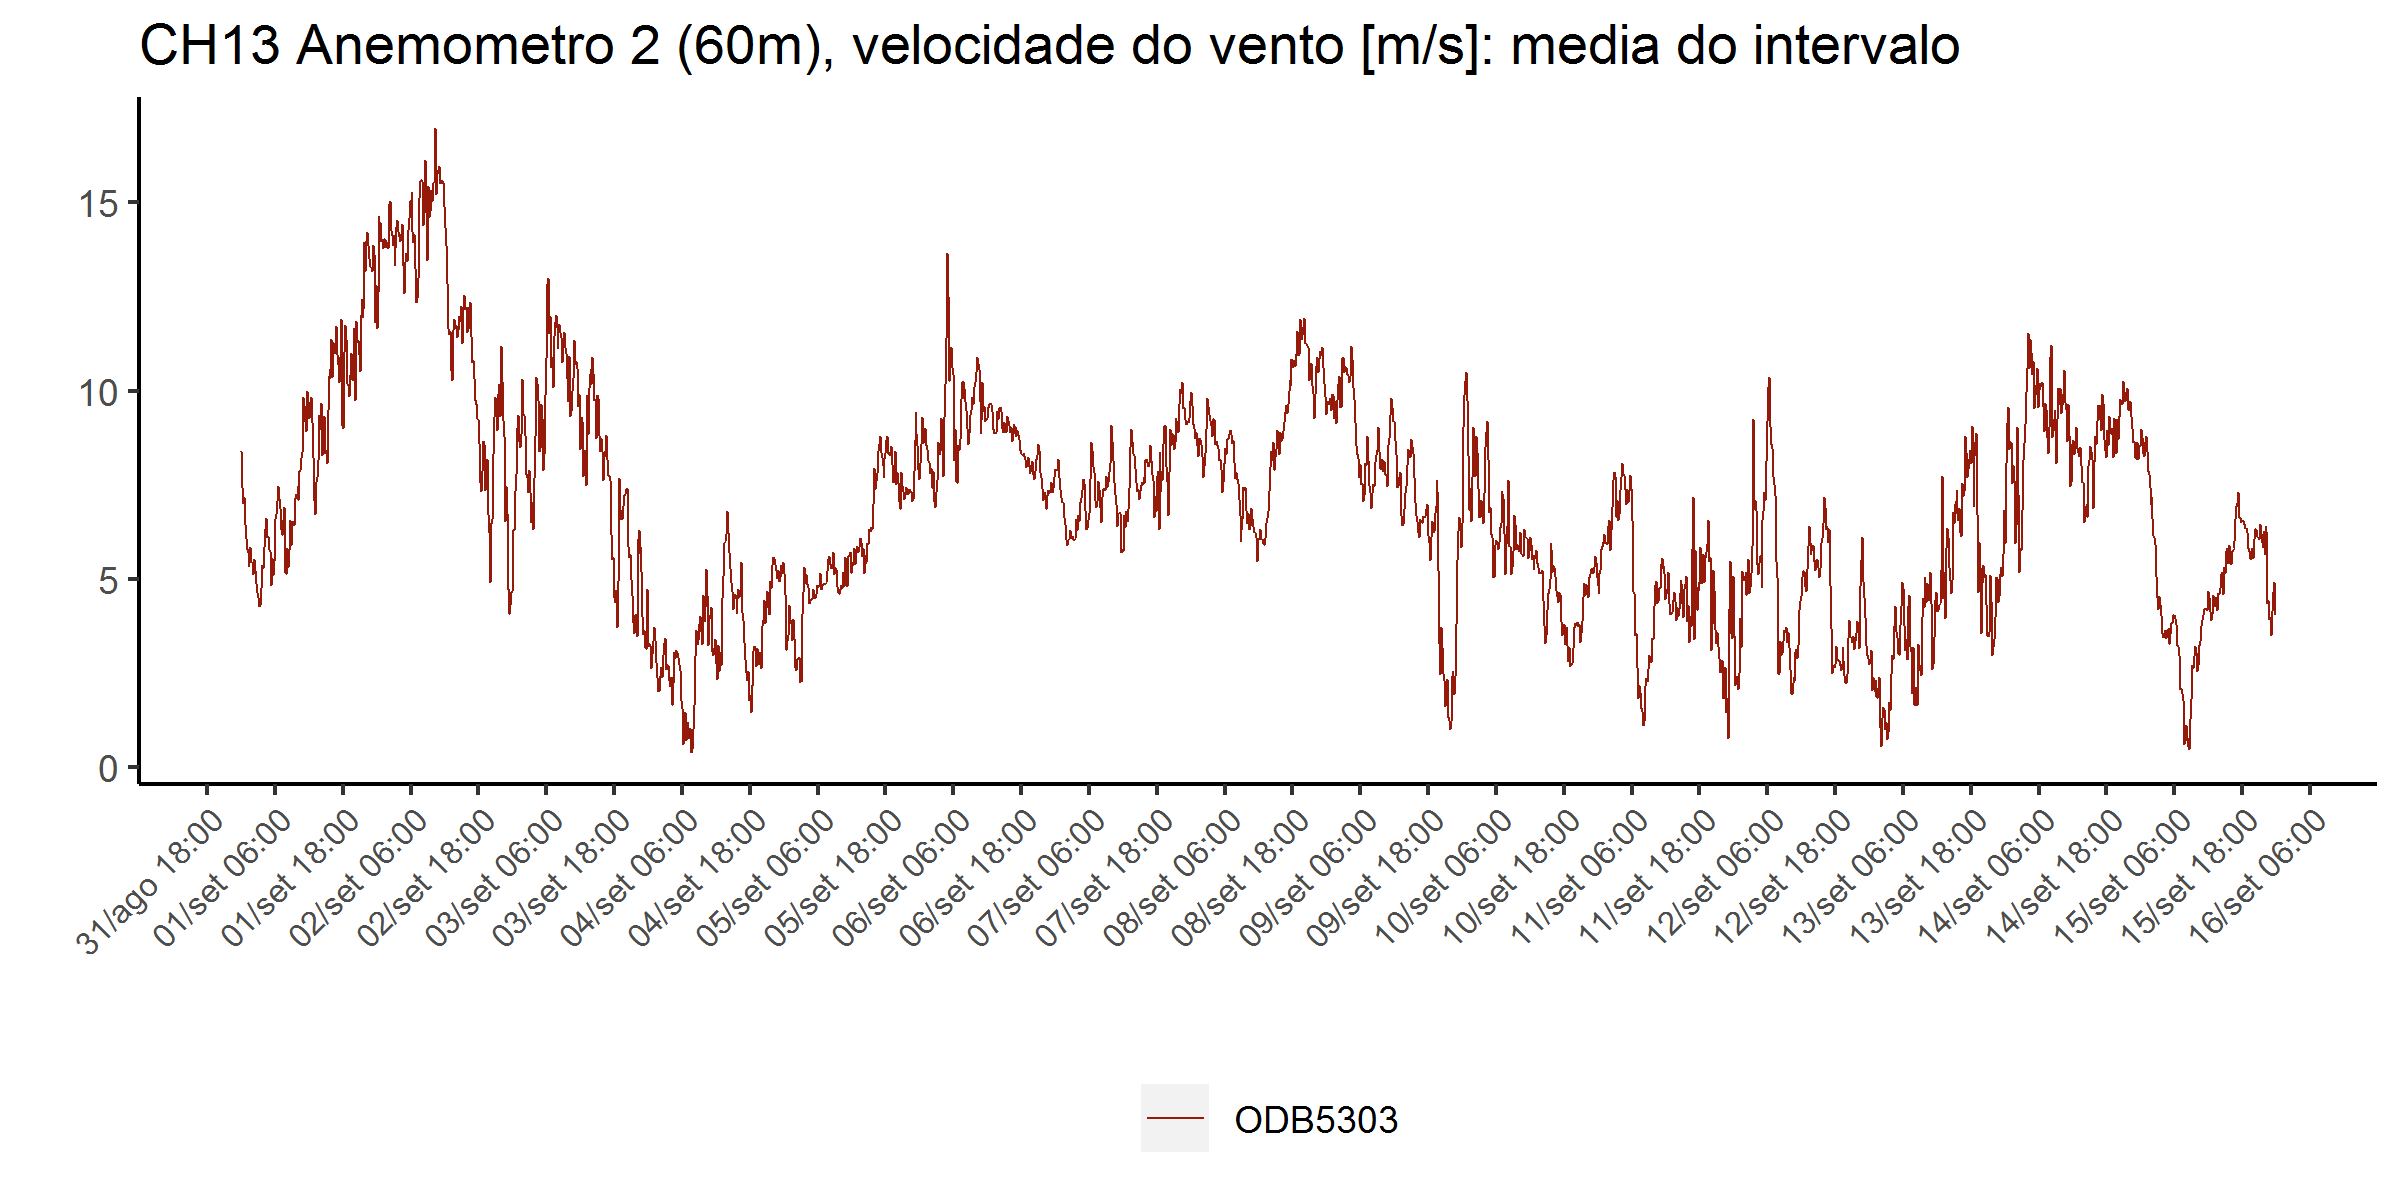 CH13 Anemometro 2 (60m), velocidade do vento [m/s]: media do intervalo
15
10
5
0
31/ago 18:00
01/set 06:00
01/set 18:00
02/set 06:00
02/set 18:00
03/set 06:00
03/set 18:00
04/set 06:00
04/set 18:00
05/set 06:00
05/set 18:00
06/set 06:00
06/set 18:00
07/set 06:00
07/set 18:00
08/set 06:00
08/set 18:00
09/set 06:00
09/set 18:00
10/set 06:00
10/set 18:00
11/set 06:00
11/set 18:00
12/set 06:00
12/set 18:00
13/set 06:00
13/set 18:00
14/set 06:00
14/set 18:00
15/set 06:00
15/set 18:00
16/set 06:00
ODB5303